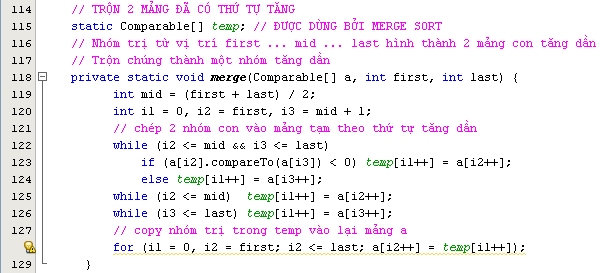 114 // TRỘN 2 MẢNG ĐÃ CÓ THỨ TỰ TĂNG
115 static Comparable[] temp; // ĐƯỢC DÙNG BỞI MERGE SORT
116 // Nhóm trị từ vị trí first ... mid ... last hình thành 2 mảng con tăng dần
117 // Trộn chúng thành một nhóm tăng dần
118 private static void merge(Comparable[] a, int first, int last) {
119 int mid = (first + last) / 2;
120 int i1 = 0, i2 = first, i3 = mid + 1;
121 // chép 2 nhóm con vào mảng tạm theo thứ tự tăng dần
122 while (i2 <= mid && i3 <= last)
123 if (a[i2].compareTo(a[i3]) < 0) temp[i1++] = a[i2++];
124 else temp[i1++] = a[i3++];
125 while (i2 <= mid) temp[i1++] = a[i2++];
126 while (i3 <= last) temp[i1++] = a[i3++];
127 // copy nhóm trị trong temp vào lại mảng a
for (i1 = 0, i2 = first; i2 <= last; a[i2++] = temp[i1++]);
129 }